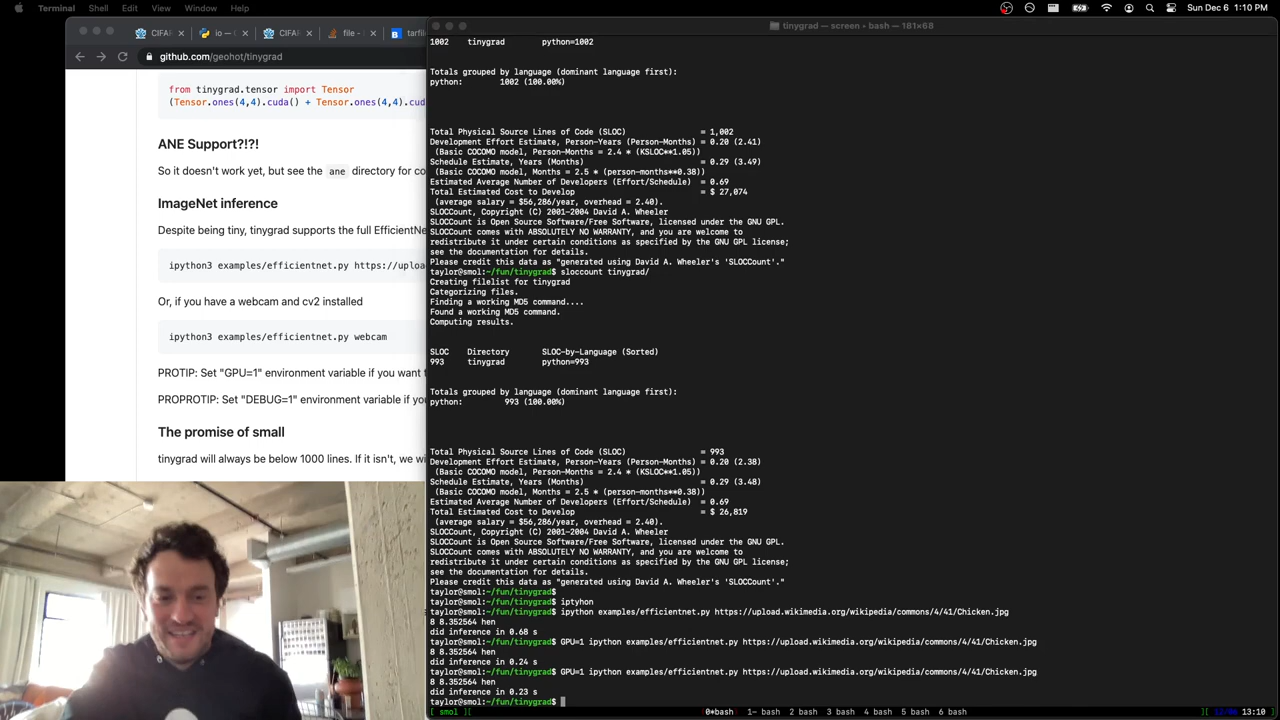 Terminal Shell Edit View Window Help
Sun Dec 6 1:10 PM
CIFAR
io — C
CIFAR
file -
tarfil
github.com/geohot/tinygrad
from tinygrad.tensor import Tensor
(Tensor.ones(4,4).cuda() + Tensor.ones(4,4).cud
ANE Support?!?!
So it doesn't work yet, but see the ane directory for co
ImageNet inference
Despite being tiny, tinygrad supports the full EfficientNe
ipython3 examples/efficientnet.py https://uploa
Or, if you have a webcam and cv2 installed
ipython3 examples/efficientnet.py webcam
PROTIP: Set "GPU=1" environment variable if you want t
PROPROTIP: Set "DEBUG=1" environment variable if you
The promise of small
tinygrad will always be below 1000 lines. If it isn't, we wi
tinygrad — screen • bash — 181×68
1002 tinygrad python=1002
Totals grouped by language (dominant language first):
python: 1002 (100.00%)
Total Physical Source Lines of Code (SLOC) = 1,002
Development Effort Estimate, Person-Years (Person-Months) = 0.20 (2.41)
(Basic COCOMO model, Person-Months = 2.4 * (KSLOC**1.05))
Schedule Estimate, Years (Months) = 0.29 (3.49)
(Basic COCOMO model, Months = 2.5 * (person-months**0.38))
Estimated Average Number of Developers (Effort/Schedule) = 0.69
Total Estimated Cost to Develop = $ 27,074
(average salary = $56,286/year, overhead = 2.40).
SLOCCount, Copyright (C) 2001-2004 David A. Wheeler
SLOCCount is Open Source Software/Free Software, licensed under the GNU GPL.
SLOCCount comes with ABSOLUTELY NO WARRANTY, and you are welcome to
redistribute it under certain conditions as specified by the GNU GPL license;
see the documentation for details.
Please credit this data as "generated using David A. Wheeler's 'SLOCCount'."
taylor@smol:~/fun/tinygrad$ sloccount tinygrad/
Creating filelist for tinygrad
Categorizing files.
Finding a working MD5 command....
Found a working MD5 command.
Computing results.
SLOC Directory SLOC-by-Language (Sorted)
993 tinygrad python=993
Totals grouped by language (dominant language first):
python: 993 (100.00%)
Total Physical Source Lines of Code (SLOC) = 993
Development Effort Estimate, Person-Years (Person-Months) = 0.20 (2.38)
(Basic COCOMO model, Person-Months = 2.4 * (KSLOC**1.05))
Schedule Estimate, Years (Months) = 0.29 (3.48)
(Basic COCOMO model, Months = 2.5 * (person-months**0.38))
Estimated Average Number of Developers (Effort/Schedule) = 0.69
Total Estimated Cost to Develop = $ 26,819
(average salary = $56,286/year, overhead = 2.40).
SLOCCount, Copyright (C) 2001-2004 David A. Wheeler
SLOCCount is Open Source Software/Free Software, licensed under the GNU GPL.
SLOCCount comes with ABSOLUTELY NO WARRANTY, and you are welcome to
redistribute it under certain conditions as specified by the GNU GPL license;
see the documentation for details.
Please credit this data as "generated using David A. Wheeler's 'SLOCCount'."
taylor@smol:~/fun/tinygrad$
taylor@smol:~/fun/tinygrad$ iptyhon
taylor@smol:~/fun/tinygrad$ ipython examples/efficientnet.py https://upload.wikimedia.org/wikipedia/commons/4/41/Chicken.jpg
8 8.352564 hen
did inference in 0.68 s
taylor@smol:~/fun/tinygrad$ GPU=1 ipython examples/efficientnet.py https://upload.wikimedia.org/wikipedia/commons/4/41/Chicken.jpg
8 8.352564 hen
did inference in 0.24 s
taylor@smol:~/fun/tinygrad$ GPU=1 ipython examples/efficientnet.py https://upload.wikimedia.org/wikipedia/commons/4/41/Chicken.jpg
8 8.352564 hen
did inference in 0.23 s
taylor@smol:~/fun/tinygrad$
[ smol ][ 0*bash 1- bash 2 bash 3 bash 4 bash 5 bash 6 bash ][ 12/06 13:10